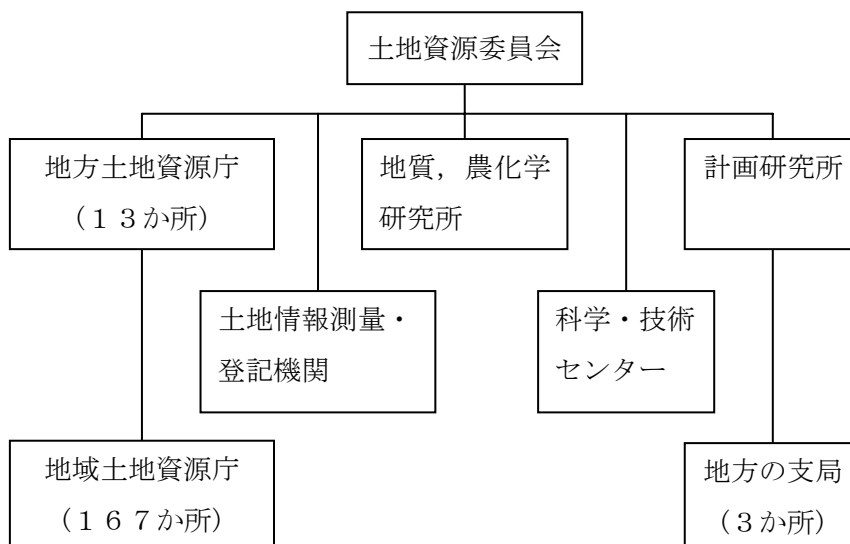 土地資源委員会
地方土地資源庁
（１３か所）
地質，農化学
研究所
計画研究所
土地情報測量・
登記機関
科学・技術
センター
地域土地資源庁
（１６７か所）
地方の支局
（３か所）